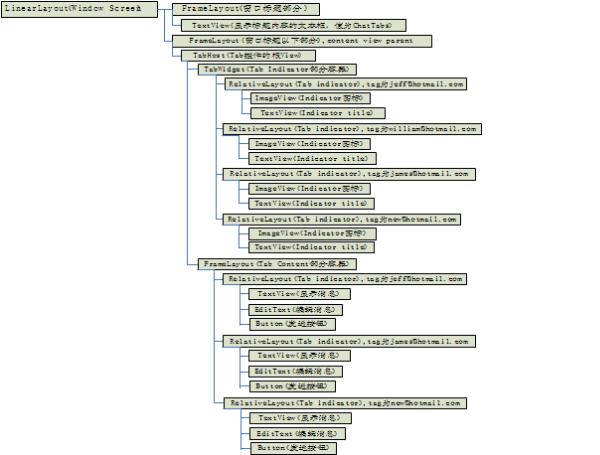 LinearLayout(Window Screen
FrameLayout(窗口标题部分)
TextView(显示标题内容的文本框，值为ChatTabs)
FrameLayout(窗口标题以下部分),content view parent
TabHost(Tab控件的根View)
TabWidget(Tab Indicator部分容器)
RelativeLayout(Tab indicator),tag为jeff@hotmail.com
ImageView(Indicator图标)
TextView(Indicator title)
RelativeLayout(Tab indicator),tag为william@hotmail.com
ImageView(Indicator图标)
TextView(Indicator title)
RelativeLayout(Tab indicator),tag为james@hotmail.com
ImageView(Indicator图标)
TextView(Indicator title)
RelativeLayout(Tab indicator),tag为new@hotmail.com
ImageView(Indicator图标)
TextView(Indicator title)
FrameLayout(Tab Content部分容器)
RelativeLayout(Tab indicator),tag为jeff@hotmail.com
TextView(显示消息)
EditText(编辑消息)
Button(发送按钮)
RelativeLayout(Tab indicator),tag为james@hotmail.com
TextView(显示消息)
EditText(编辑消息)
Button(发送按钮)
RelativeLayout(Tab indicator),tag为new@hotmail.com
TextView(显示消息)
EditText(编辑消息)
Button(发送按钮)